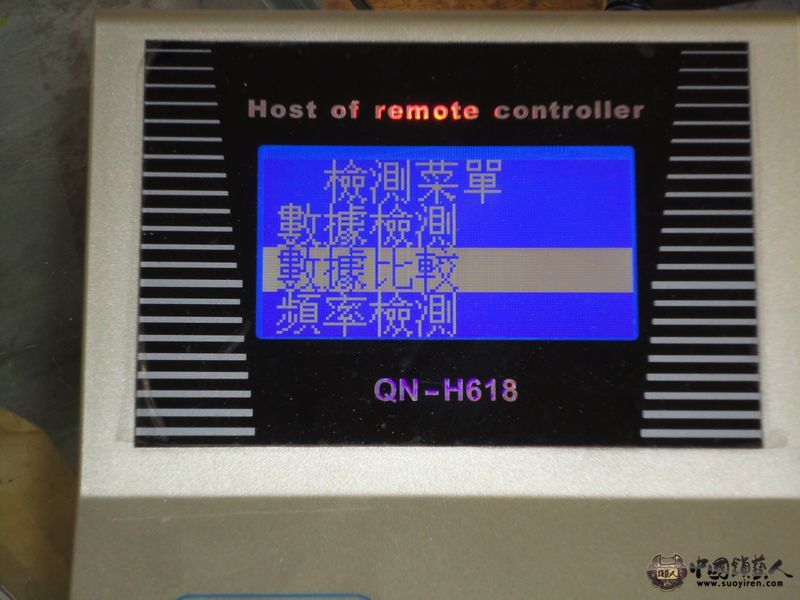 Host of remote controller
檢測菜單
數據檢測
數據比較
頻率檢測
QN-H618
中國鎖藝人
www.suoyiren.com